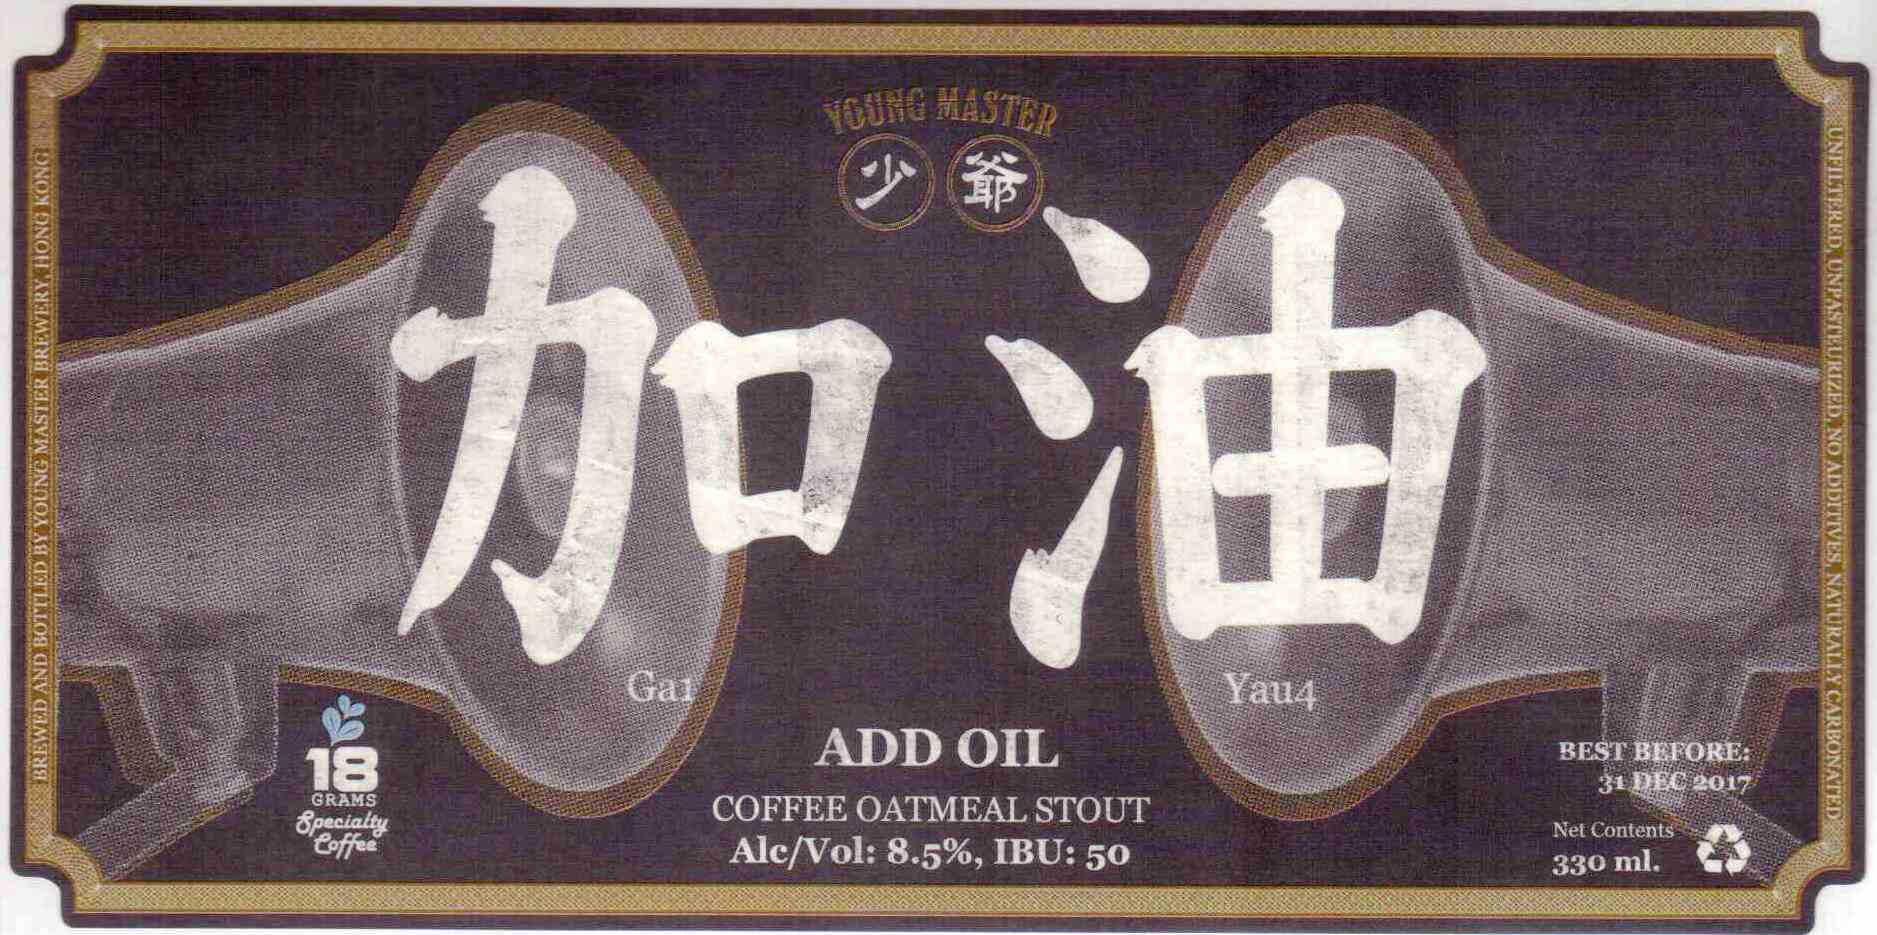 YOUNG MASTER
少爺
加油
Ga1 Yau4
ADD OIL
COFFEE OATMEAL STOUT
Alc/Vol: 8.5%, IBU: 50
18
GRAMS
Specialty
Coffee
BEST BEFORE:
31 DEC 2017
Net Contents
330 ml.
BREWED AND BOTTLED BY YOUNG MASTER BREWERY, HONG KONG
UNFILTERED, UNPASTEURIZED, NO ADDITIVES, NATURALLY CARBONATED